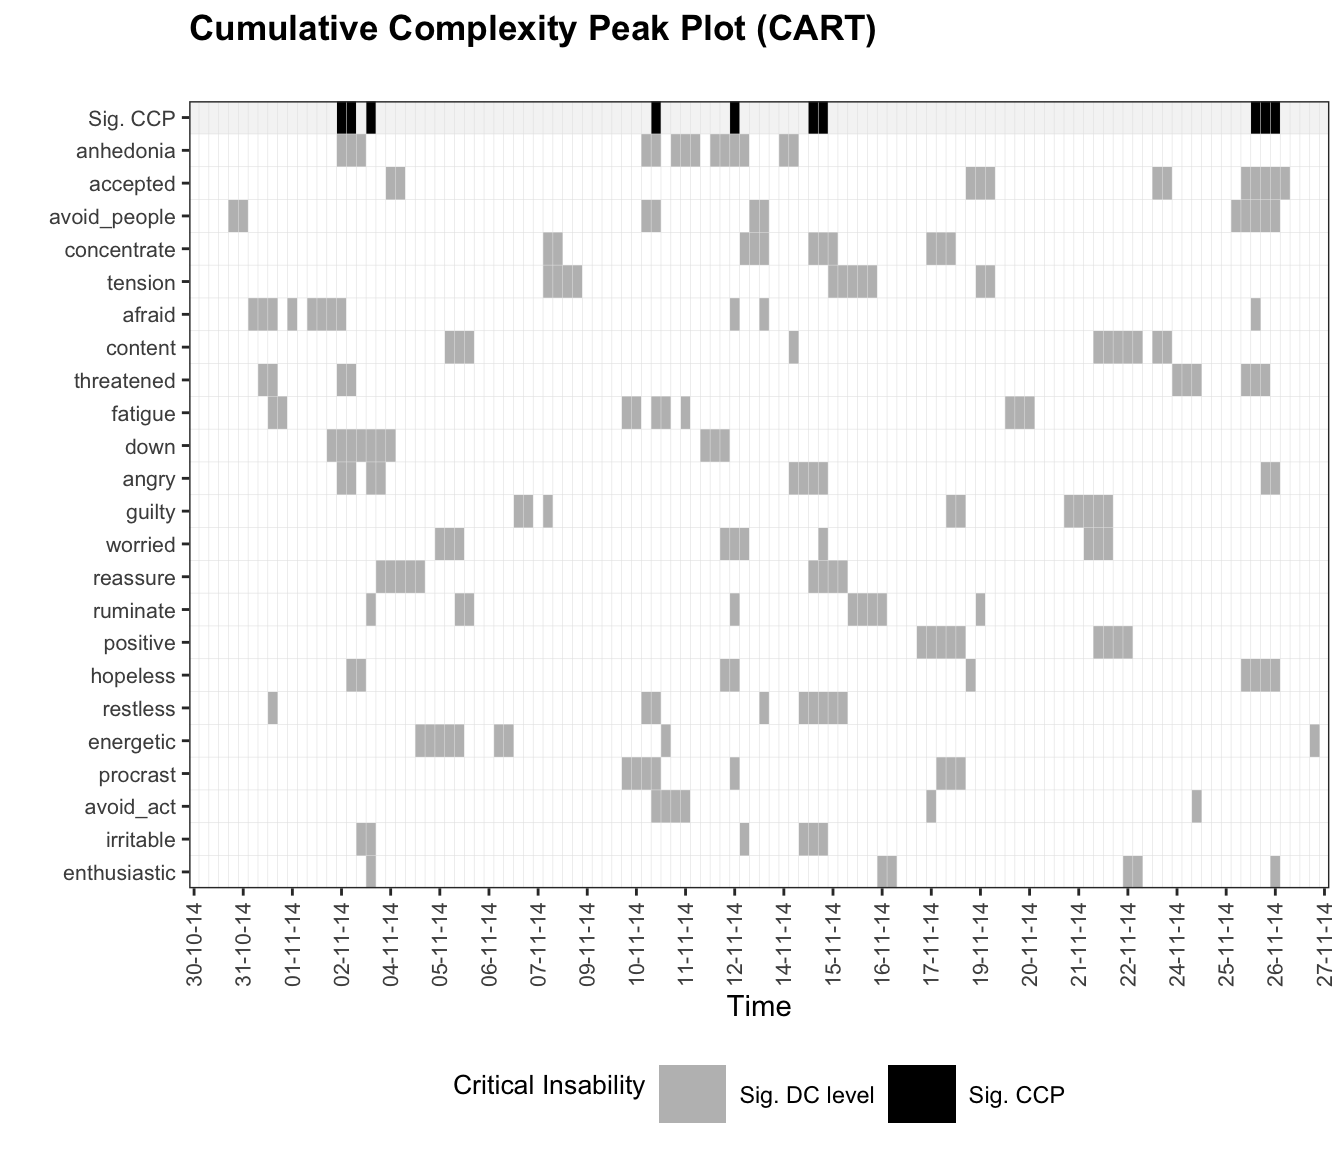 Cumulative Complexity Peak Plot (CART)
Sig. CCP
anhedonia
accepted
avoid_people
concentrate
tension
afraid
content
threatened
fatigue
down
angry
guilty
worried
reassure
ruminate
positive
hopeless
restless
energetic
procrast
avoid_act
irritable
enthusiastic
30-10-14
31-10-14
01-11-14
02-11-14
04-11-14
05-11-14
06-11-14
07-11-14
09-11-14
10-11-14
11-11-14
12-11-14
14-11-14
15-11-14
16-11-14
17-11-14
19-11-14
20-11-14
21-11-14
22-11-14
24-11-14
25-11-14
26-11-14
27-11-14
Time
Critical Insability Sig. DC level Sig. CCP